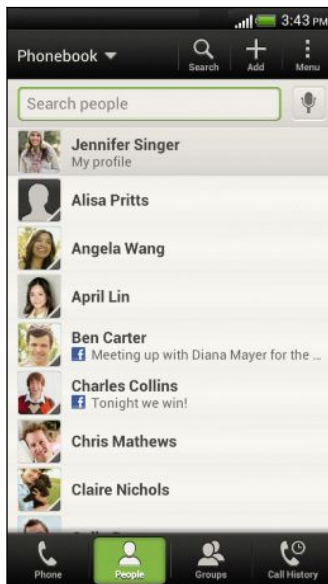 3:43 PM
Phonebook
Search
Add
Menu
Search people
Jennifer Singer
My profile
Alisa Pritts
Angela Wang
April Lin
Ben Carter
Meeting up with Diana Mayer for the ...
Charles Collins
Tonight we win!
Chris Mathews
Claire Nichols
Phone
People
Groups
Call History